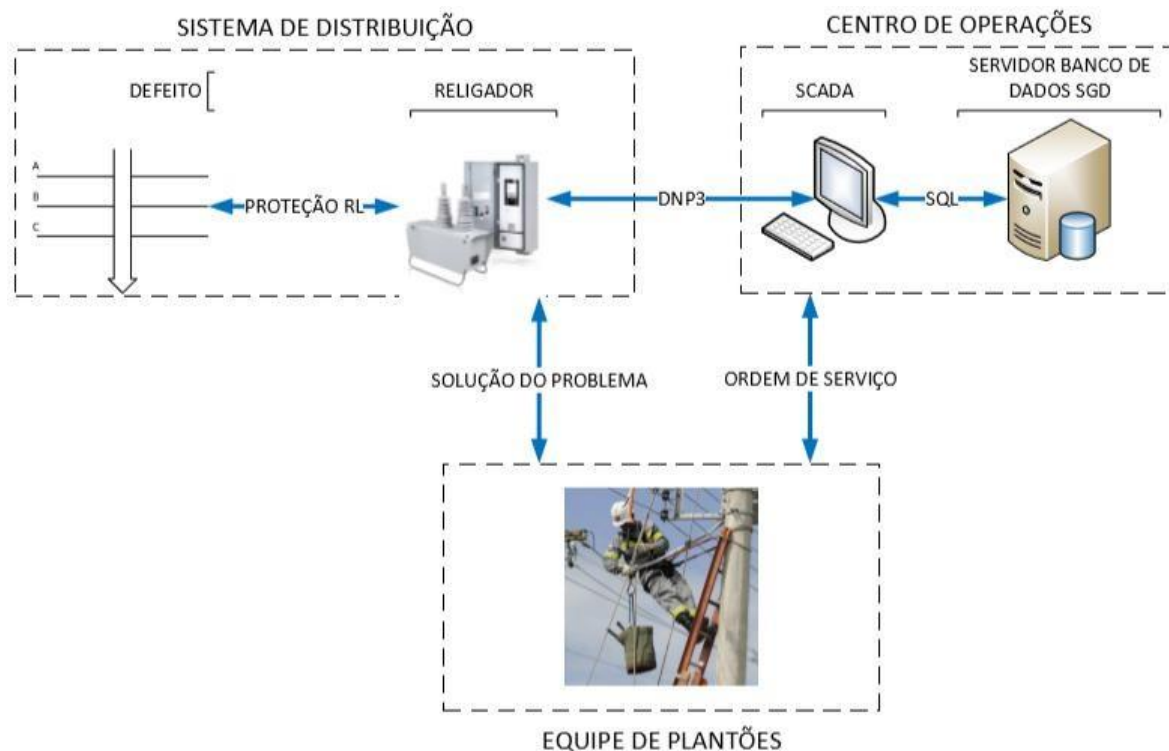 SISTEMA DE DISTRIBUIÇÃO
CENTRO DE OPERAÇÕES
DEFEITO
RELIGADOR
SCADA
SERVIDOR BANCO DE
DADOS SGD
A
B
C
PROTEÇÃO RL
DNP3
SQL
SOLUÇÃO DO PROBLEMA
ORDEM DE SERVIÇO
EQUIPE DE PLANTÕES